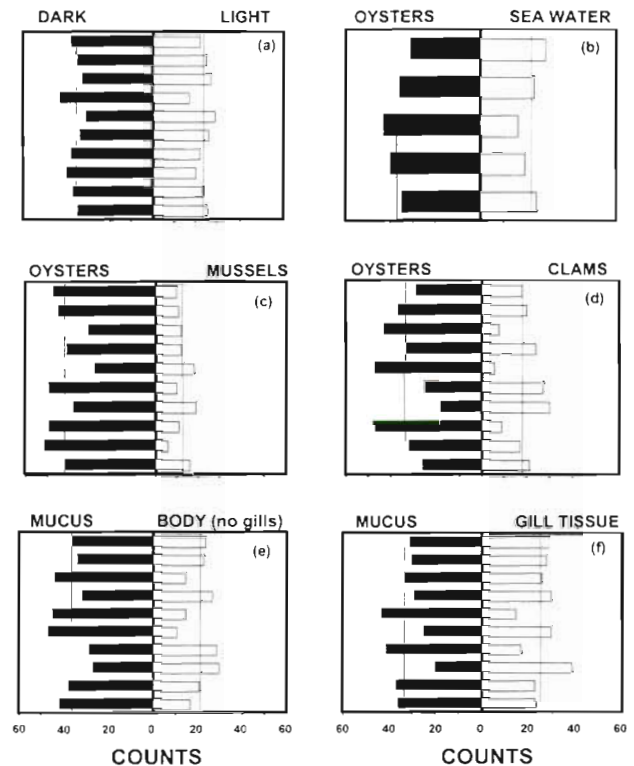 DARK LIGHT
(a)
OYSTERS SEA WATER
(b)
OYSTERS MUSSELS
(c)
OYSTERS CLAMS
(d)
MUCUS BODY (no gills)
(e)
MUCUS GILL TISSUE
(f)
60 40 20 0 20 40 60
COUNTS
60 40 20 0 20 40 60
COUNTS